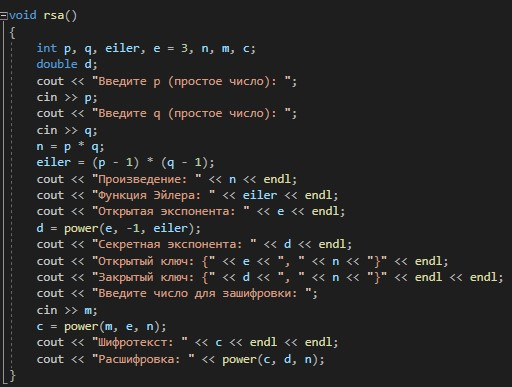 void rsa()
{
int p, q, eiler, e = 3, n, m, c;
double d;
cout << "Введите p (простое число): ";
cin >> p;
cout << "Введите q (простое число): ";
cin >> q;
n = p * q;
eiler = (p - 1) * (q - 1);
cout << "Произведение: " << n << endl;
cout << "Функция Эйлера: " << eiler << endl;
cout << "Открытая экспонента: " << e << endl;
d = power(e, -1, eiler);
cout << "Секретная экспонента: " << d << endl;
cout << "Открытый ключ: {" << e << ", " << n << "}" << endl;
cout << "Закрытый ключ: {" << d << ", " << n << "}" << endl << endl;
cout << "Введите число для зашифровки: ";
cin >> m;
c = power(m, e, n);
cout << "Шифротекст: " << c << endl << endl;
cout << "Расшифровка: " << power(c, d, n);
}